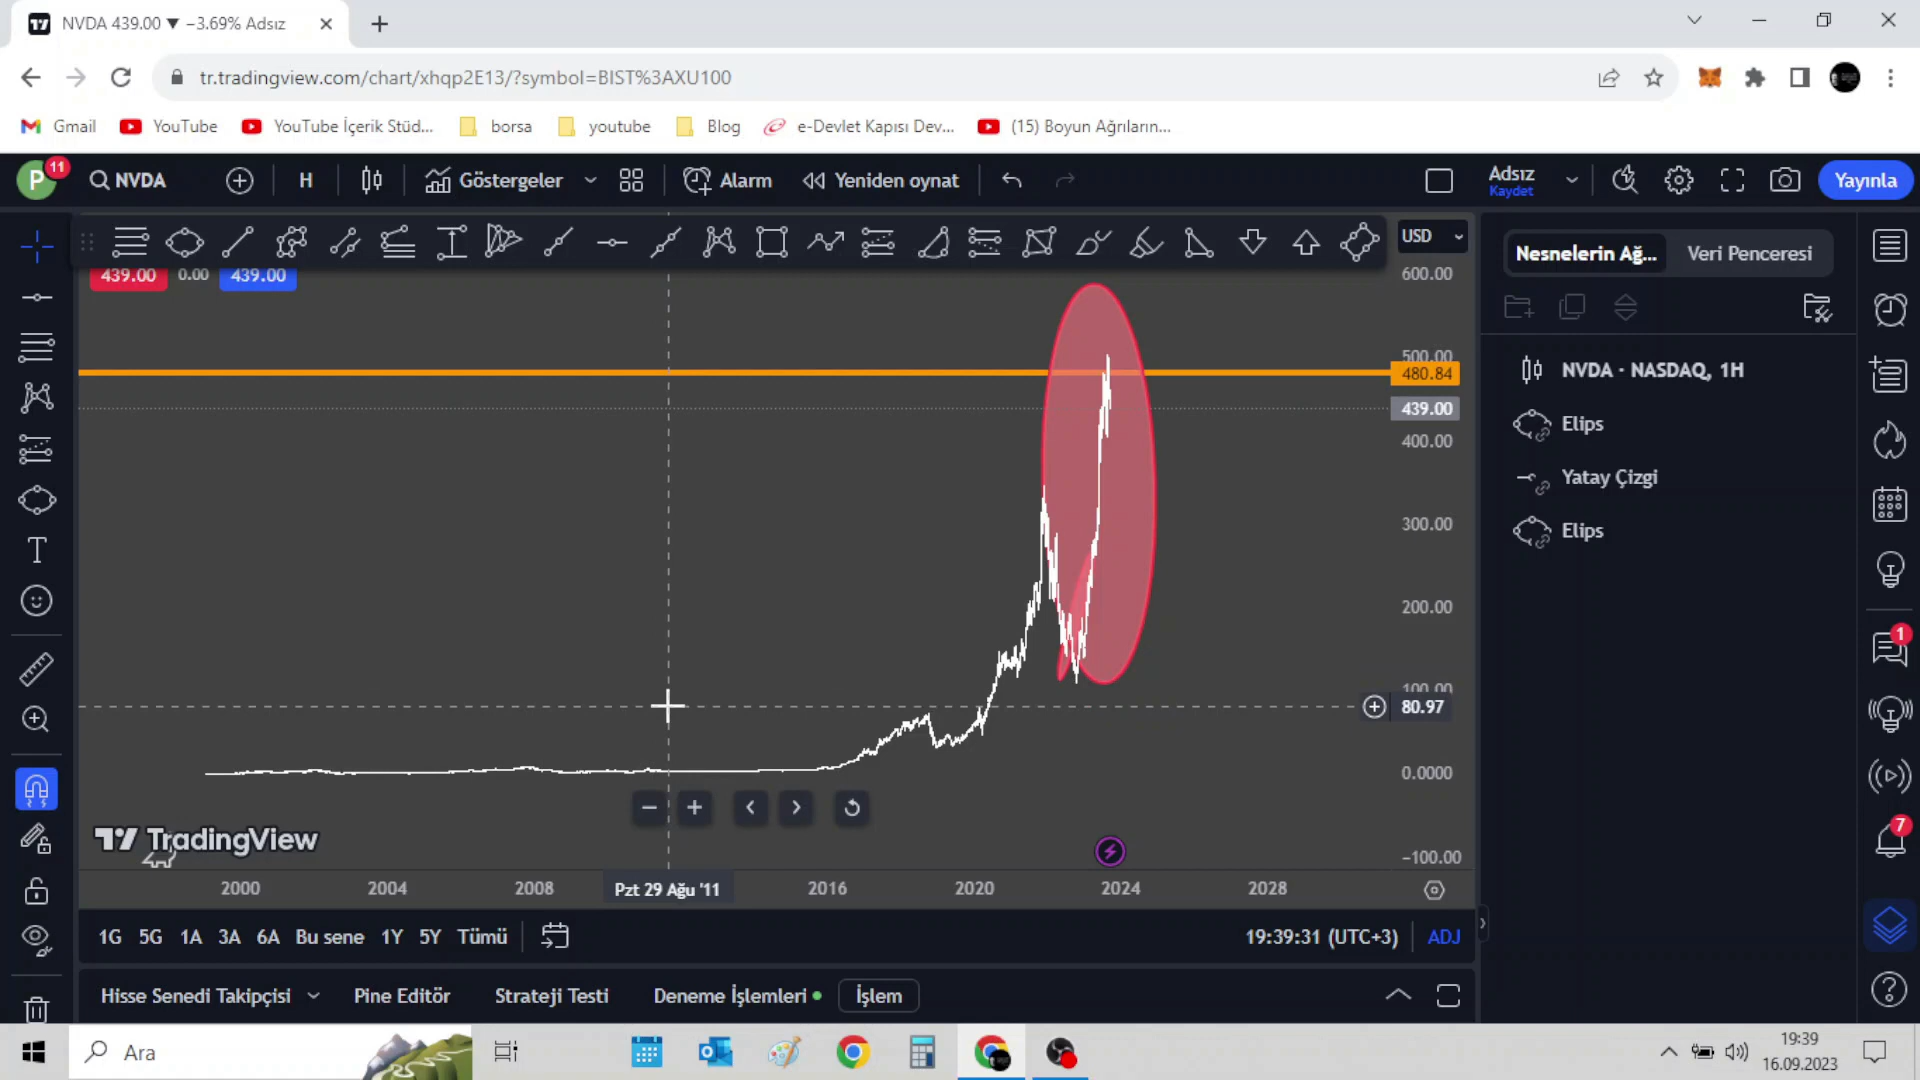 NVDA 439.00 ▼ −3.69% Adsız
tr.tradingview.com/chart/xhqp2E13/?symbol=BIST%3AXU100
Gmail YouTube YouTube İçerik Stüd... borsa youtube Blog e-Devlet Kapısı Dev... (15) Boyun Ağrıların...
P 11 NVDA H Göstergeler Alarm Yeniden oynat Adsız Yayınla
Kaydet
USD
Nesnelerin Ağ... Veri Penceresi
439.00 0.00 439.00
600.00
500.00
480.84
439.00
400.00
300.00
200.00
100.00
80.97
0.0000
−100.00
NVDA · NASDAQ, 1H
Elips
Yatay Çizgi
Elips
T
1
7
TradingView
2000 2004 2008 Pzt 29 Ağu '11 2016 2020 2024 2028
1G 5G 1A 3A 6A Bu sene 1Y 5Y Tümü 19:39:31 (UTC+3) ADJ
Hisse Senedi Takipçisi Pine Editör Strateji Testi Deneme İşlemleri İşlem
Ara
19:39
16.09.2023